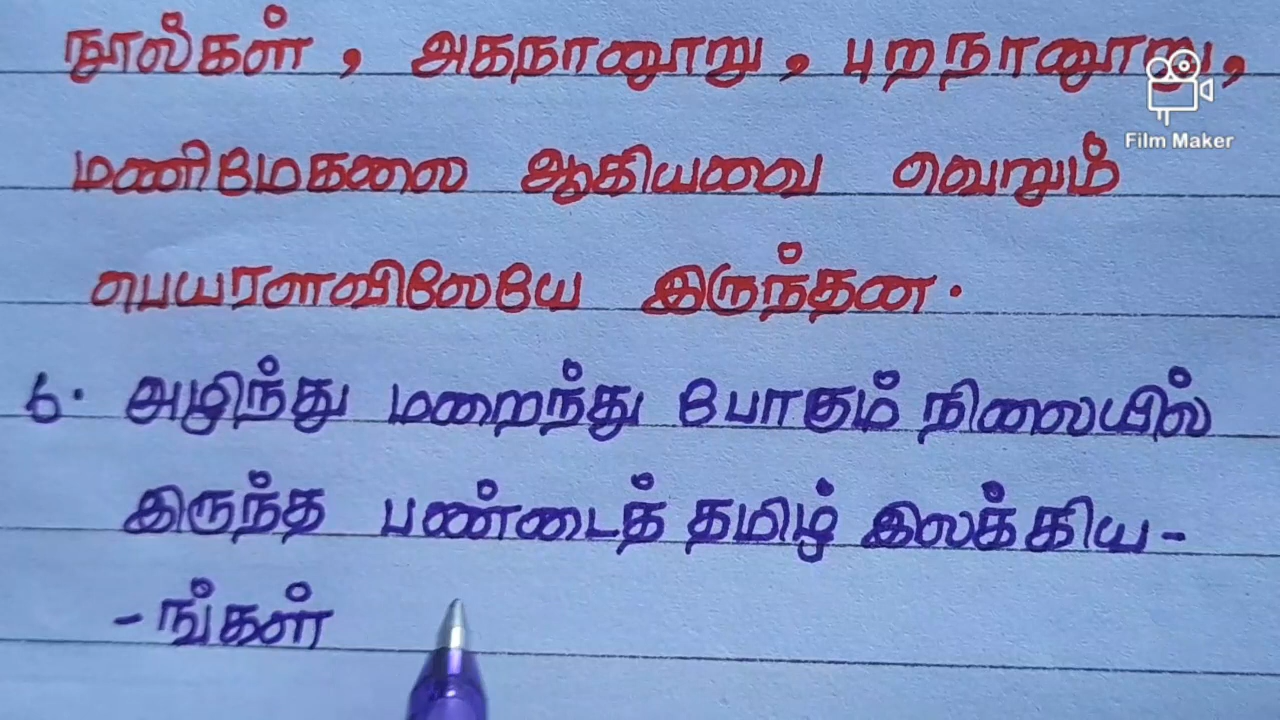 நூல்கள் , அகநானூறு , புறநானூறு,
Film Maker
மணிமேகலை ஆகியவை வெறும்
பெயரளவிலேயே இருந்தன.
6. அழிந்து மறைந்து போகும் நிலையில்
இருந்த பண்டைத் தமிழ் இலக்கிய-
-ங்கள்